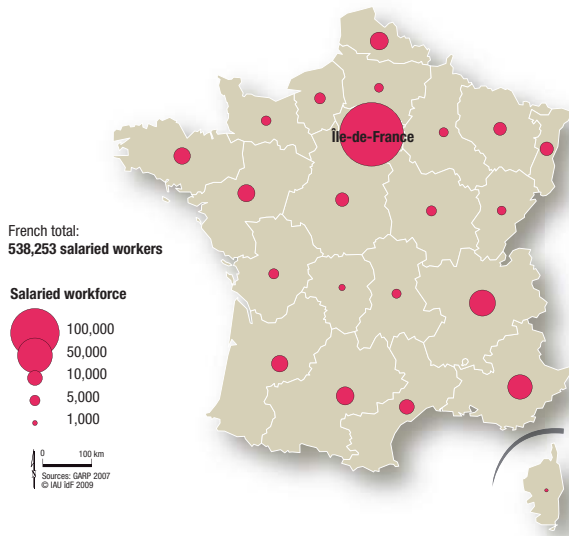 Île-de-France
French total:
538,253 salaried workers
Salaried workforce
100,000
50,000
10,000
5,000
1,000
N
S
0 100 km
Sources: GARP 2007
© IAU îdF 2009